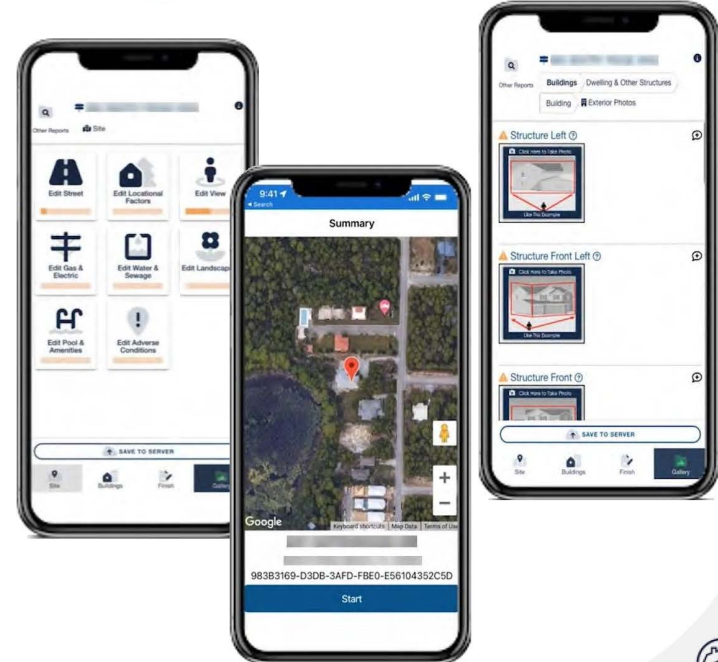 Other Reports
Site
Edit Street
Edit Locational
Factors
Edit View
Edit Gas &
Electric
Edit Water &
Sewage
Edit Landscap
Edit Pool &
Amenities
Edit Adverse
Conditions
SAVE TO SERVER
Site
Buildings
Finish
Gallery
9:41
Search
Summary
Google
Keyboard shortcuts
Map Data
Terms of Use
983B3169-D3DB-3AFD-FBE0-E56104352C5D
Start
Other Reports
Buildings
Dwelling & Other Structures
Building
Exterior Photos
Structure Left
Click Here to Take Photo
Like This Example
Structure Front Left
Click Here to Take Photo
Like This Example
Structure Front
Click Here to Take Photo
SAVE TO SERVER
Site
Buildings
Finish
Gallery